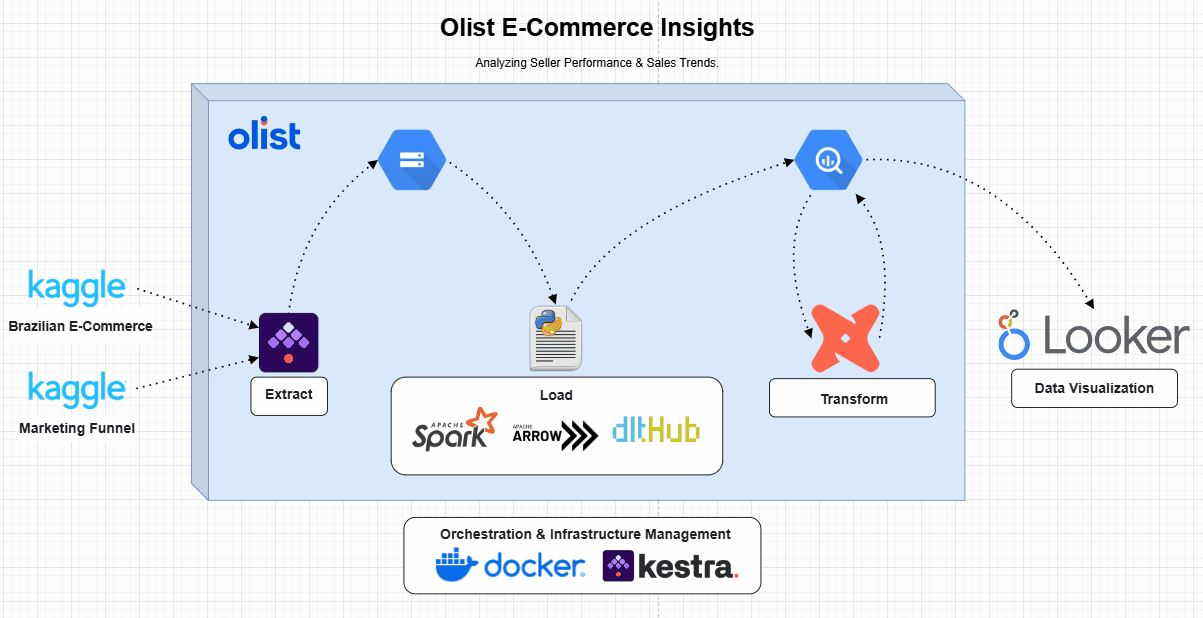 Olist E-Commerce Insights
Analyzing Seller Performance & Sales Trends.
olist
kaggle
Brazilian E-Commerce
kaggle
Marketing Funnel
Extract
Load
APACHE
Spark
APACHE
ARROW
dltHub
Transform
Looker
Data Visualization
Orchestration & Infrastructure Management
docker
kestra.